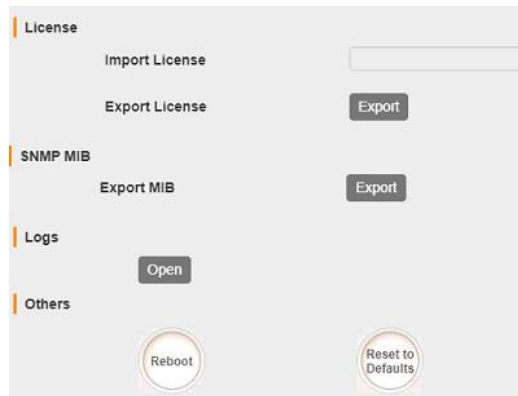 License
Import License
Export License Export
SNMP MIB
Export MIB Export
Logs
Open
Others
Reboot Reset to
Defaults